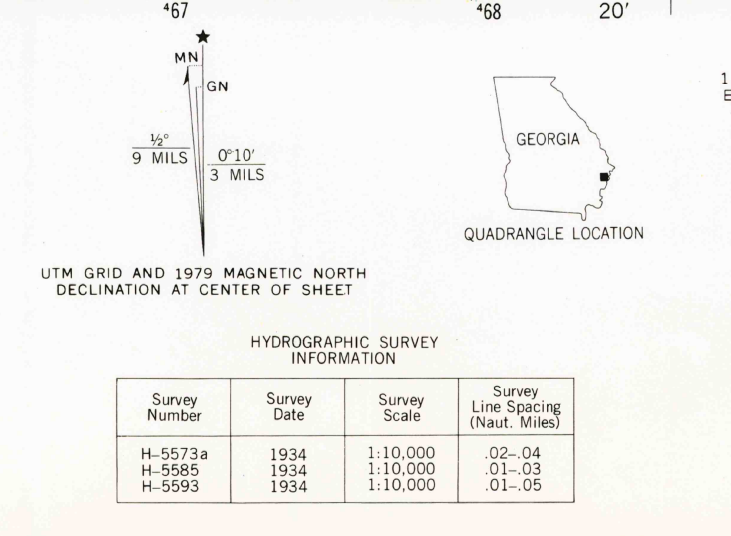 ⁴67
⁴68
20′
★
MN
GN
½°
9 MILS
0°10′
3 MILS
UTM GRID AND 1979 MAGNETIC NORTH
DECLINATION AT CENTER OF SHEET
GEORGIA
QUADRANGLE LOCATION
1
E
HYDROGRAPHIC SURVEY
INFORMATION
Survey Number | Survey Date | Survey Scale | Survey Line Spacing (Naut. Miles)
H–5573a | 1934 | 1:10,000 | .02–.04
H–5585 | 1934 | 1:10,000 | .01–.03
H–5593 | 1934 | 1:10,000 | .01–.05